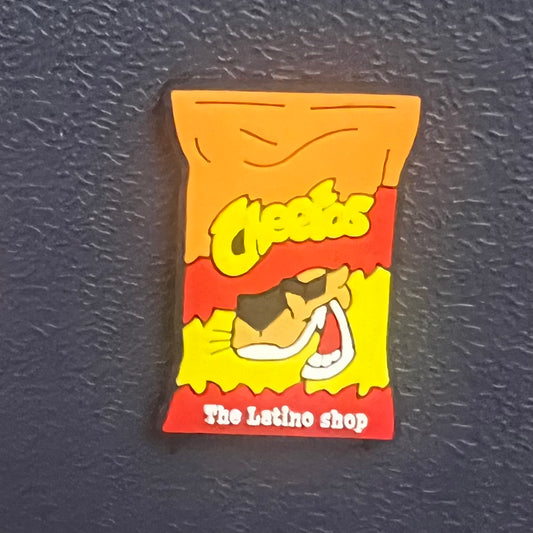 Cheetos
The Latino shop